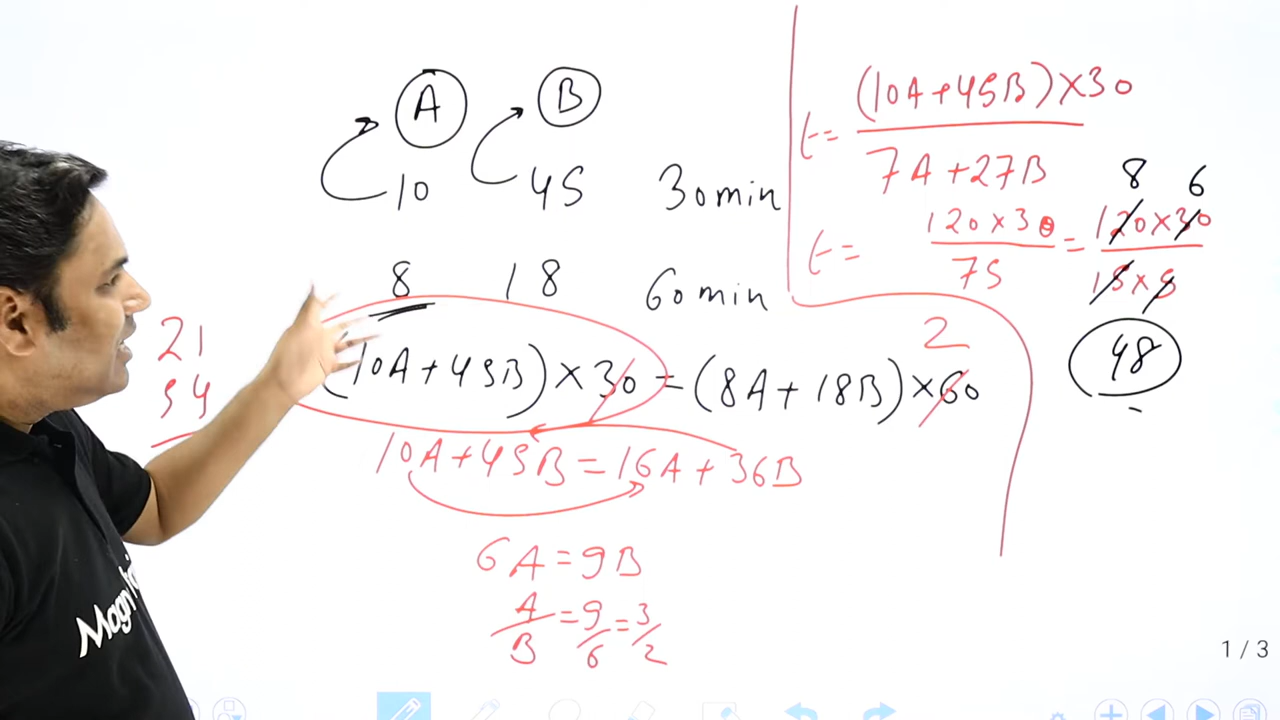 A B
10 45 30min
8 18 60min
(10A+45B)×30=(8A+18B)×60
2
10A+45B=16A+36B
6A=9B
A/B=9/6=3/2
21
54
t=(10A+45B)×30
7A+27B
t= 120×30/75 = 120×30/15×5
8 6
48
Magn
1 / 3